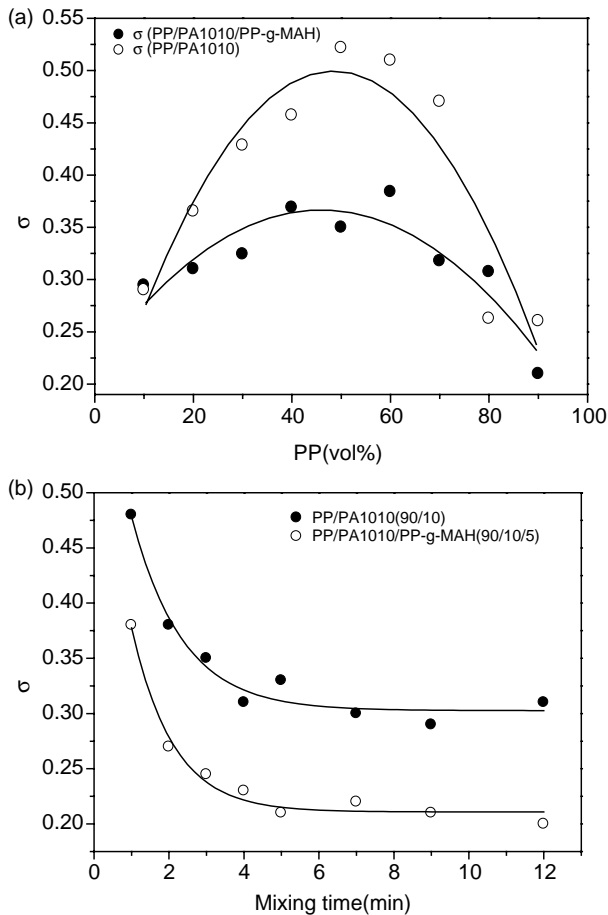 (a)
0.55
0.50
0.45
0.40
0.35
0.30
0.25
0.20
σ
σ (PP/PA1010/PP-g-MAH)
σ (PP/PA1010)
0 20 40 60 80 100
PP(vol%)
(b)
0.50
0.45
0.40
0.35
0.30
0.25
0.20
σ
PP/PA1010(90/10)
PP/PA1010/PP-g-MAH(90/10/5)
0 2 4 6 8 10 12
Mixing time(min)